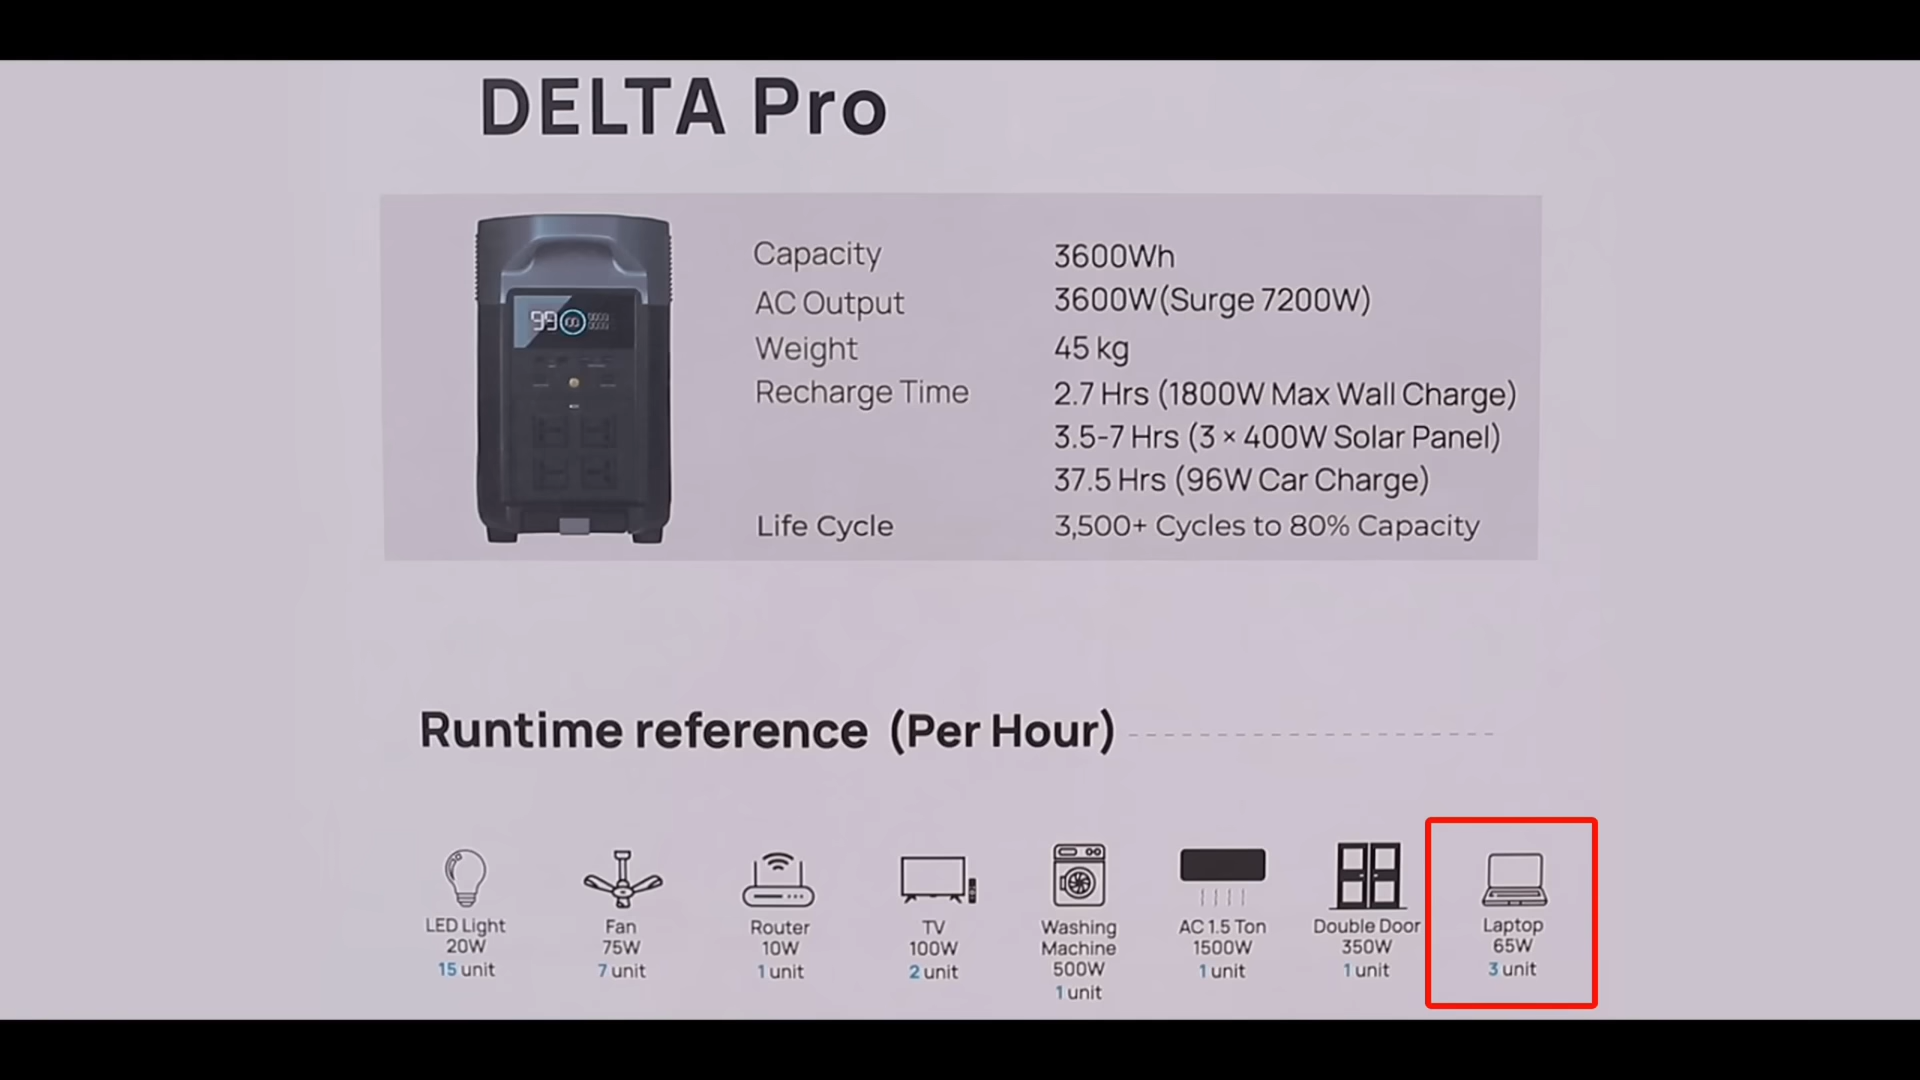 DELTA Pro
Capacity 3600Wh
AC Output 3600W(Surge 7200W)
Weight 45 kg
Recharge Time 2.7 Hrs (1800W Max Wall Charge)
3.5-7 Hrs (3 × 400W Solar Panel)
37.5 Hrs (96W Car Charge)
Life Cycle 3,500+ Cycles to 80% Capacity
99 100
Runtime reference (Per Hour)
LED Light
20W
15 unit
Fan
75W
7 unit
Router
10W
1 unit
TV
100W
2 unit
Washing
Machine
500W
1 unit
AC 1.5 Ton
1500W
1 unit
Double Door
350W
1 unit
Laptop
65W
3 unit